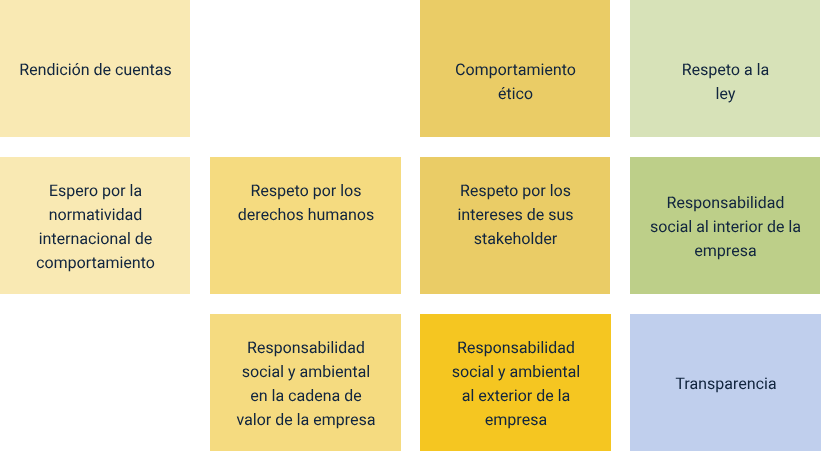 Rendición de cuentas
Comportamiento
ético
Respeto a la
ley
Espero por la
normatividad
internacional de
comportamiento
Respeto por los
derechos humanos
Respeto por los
intereses de sus
stakeholder
Responsabilidad
social al interior de la
empresa
Responsabilidad
social y ambiental
en la cadena de
valor de la empresa
Responsabilidad
social y ambiental
al exterior de la
empresa
Transparencia